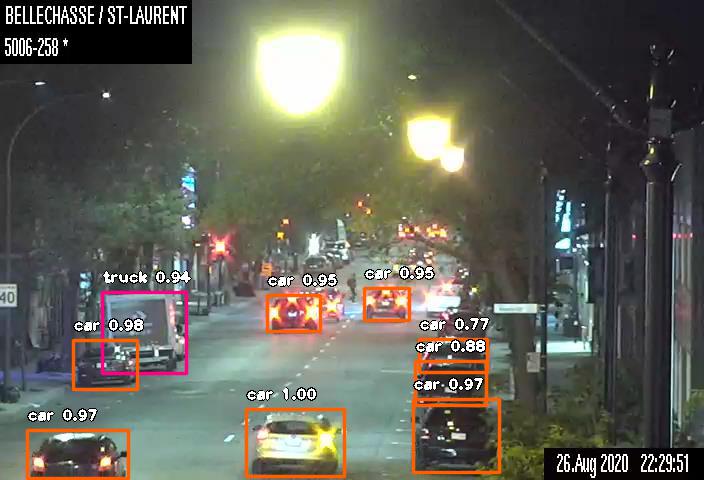 BELLECHASSE / ST-LAURENT
5006-258 *
truck 0.94
car 0.95
car 0.95
car 0.98
car 0.77
car 0.88
car 0.97
car 1.00
car 0.97
40
26.Aug 2020 22:29:51